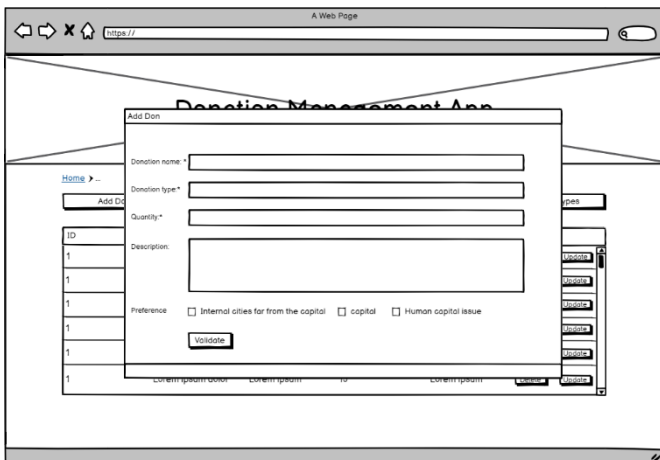 A Web Page
https://
Donation Management App
Add Don
Home > ..
Donation name: *
Donation type:*
Quantity:*
Description:
Preference
Internal cities far from the capital
capital
Human capital issue
Validate
Add Do
ypes
ID
1 Update
1 Update
1 Update
1 Update
1 Update
1 Lorem ipsum dolor Lorem ipsum 10 Lorem ipsum Delete Update